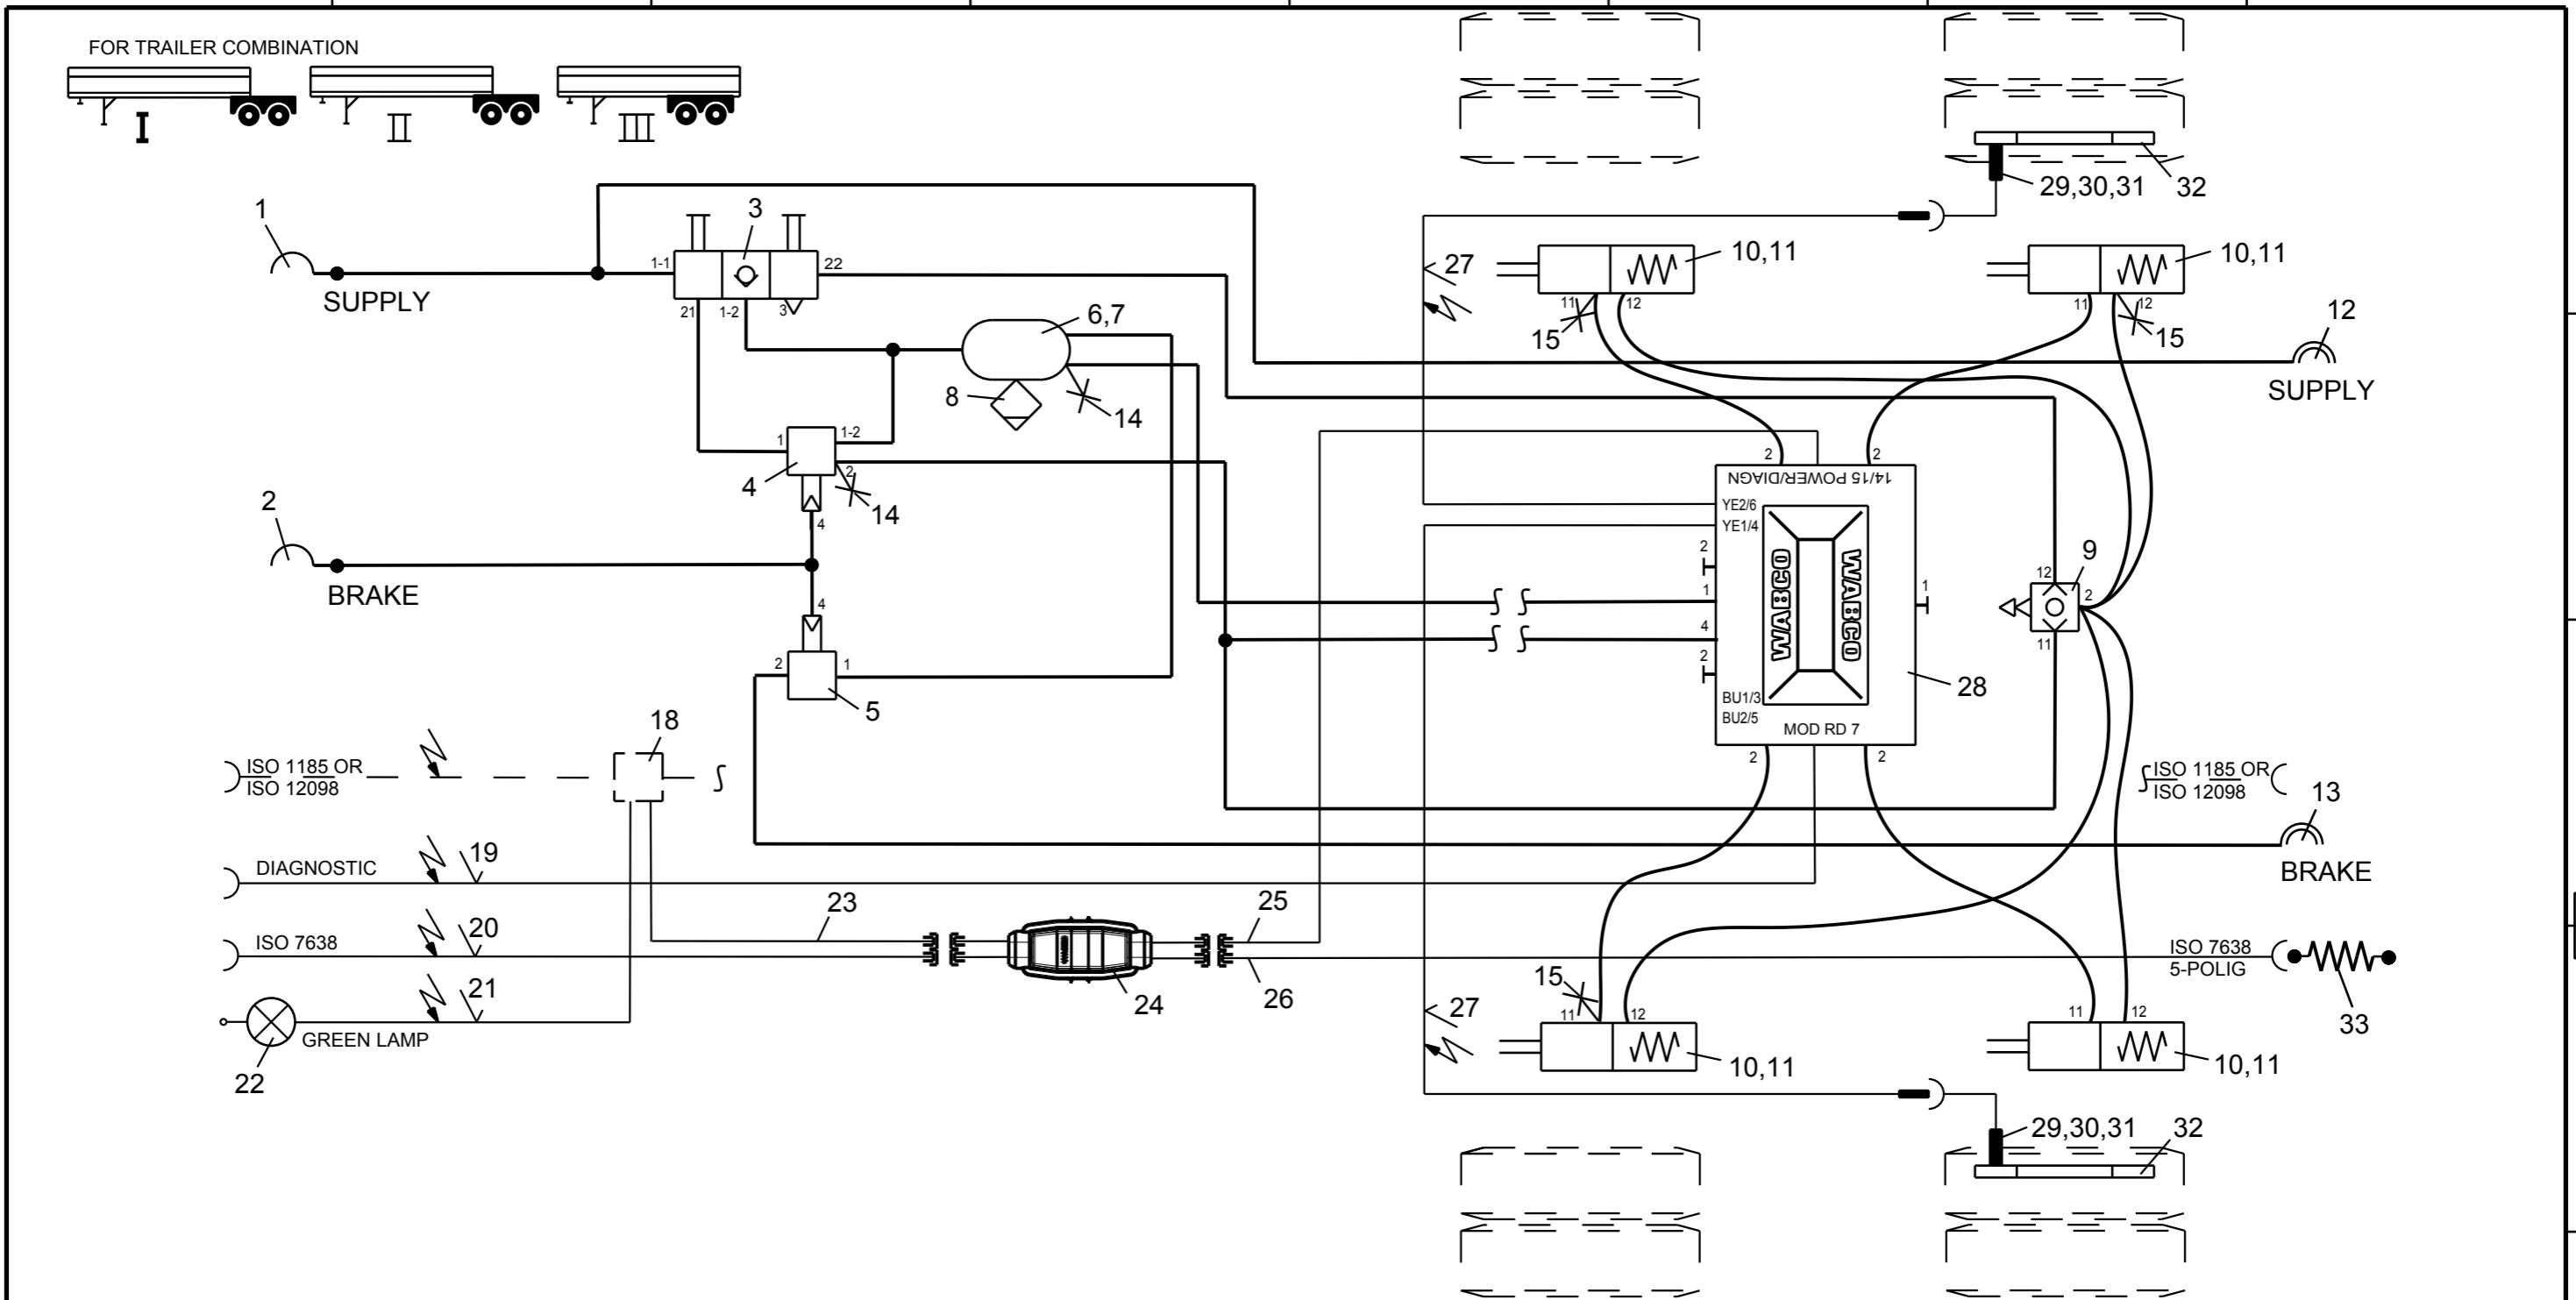 FOR TRAILER COMBINATION
I II III
29,30,31 32
1 3
1-1 22
SUPPLY
21 1-2 3
6,7
27 10,11 10,11
11 12 11 12
15 15
12
SUPPLY
8 14
1 1-2
4 2
14
4
2
BRAKE
2 2
14/15 POWER/DIAGN
YE2/6
YE1/4
2
1
4
2
WABCO WABCO
1
BU1/3
BU2/5
MOD RD 7
2 2
28
9
12
2
11
4
2 1
5
18
ISO 1185 OR
ISO 12098
ISO 1185 OR
ISO 12098
13
BRAKE
DIAGNOSTIC 19
23 25
ISO 7638 20
ISO 7638
5-POLIG
24 26
21
GREEN LAMP
22
15 27
11 12 11 12
10,11 10,11
33
29,30,31 32